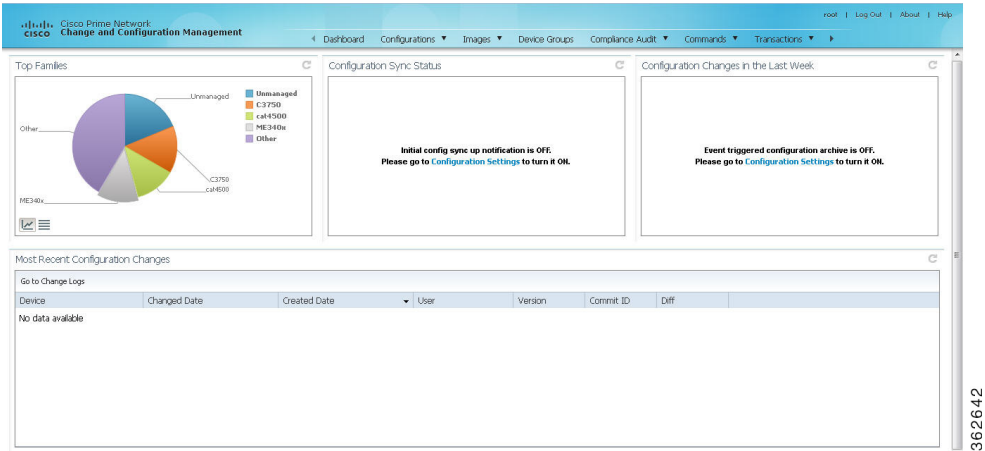 root | Log Out | About | Help
Cisco Prime Network
CISCO Change and Configuration Management
Dashboard Configurations Images Device Groups Compliance Audit Commands Transactions
Top Families
Unmanaged
Other
C3750
cat4500
ME340x
Unmanaged
C3750
cat4500
ME340x
Other
Configuration Sync Status
Initial config sync up notification is OFF.
Please go to Configuration Settings to turn it ON.
Configuration Changes in the Last Week
Event triggered configuration archive is OFF.
Please go to Configuration Settings to turn it ON.
Most Recent Configuration Changes
Go to Change Logs
Device Changed Date Created Date User Version Commit ID Diff
No data available
362642